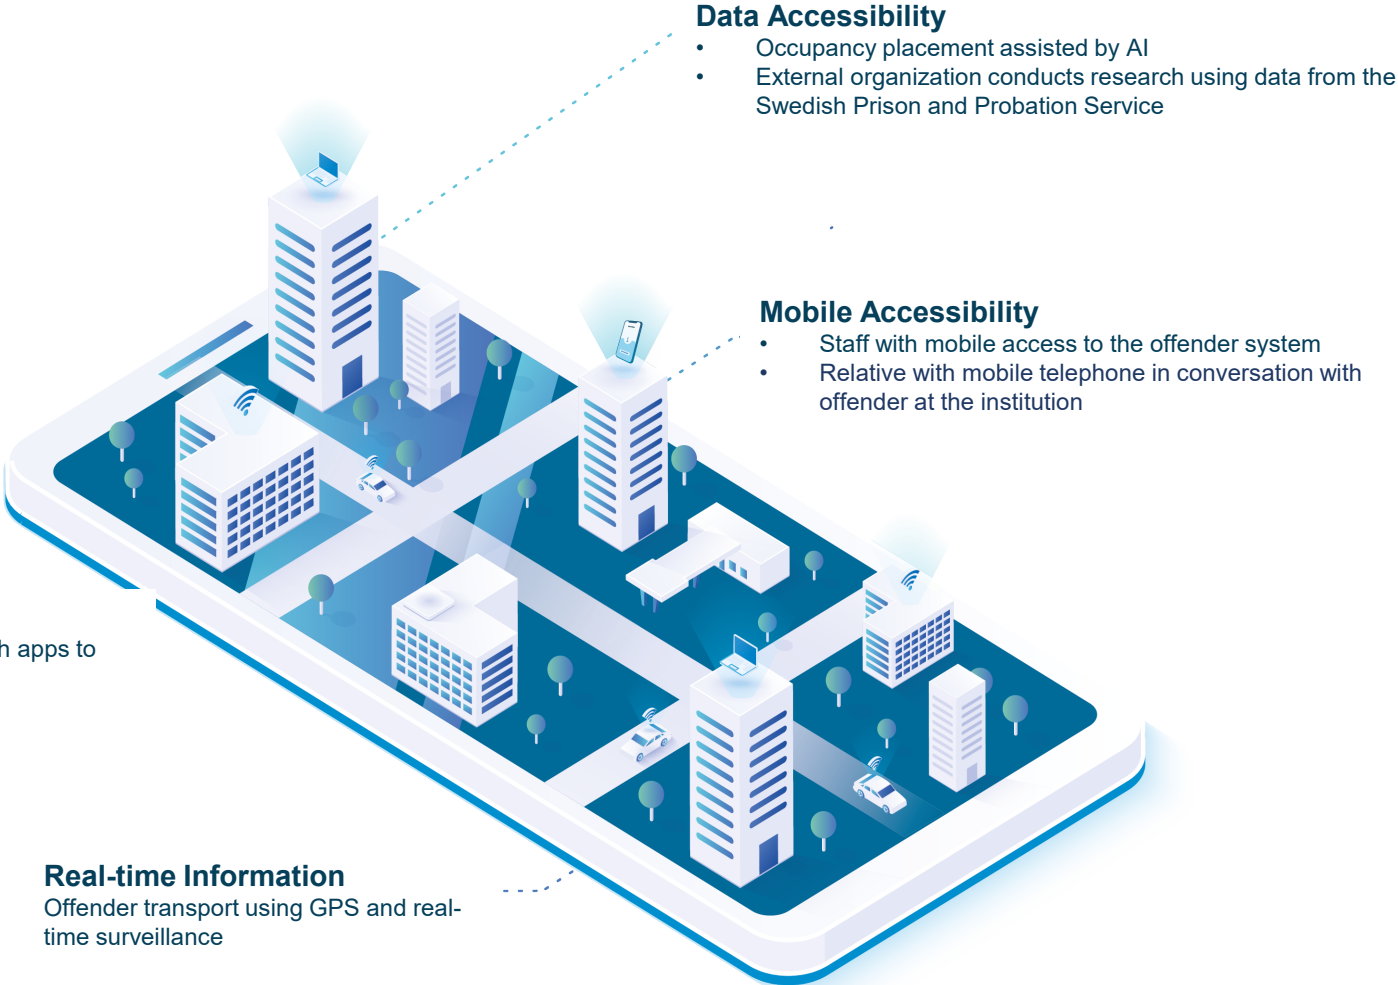 Data Accessibility
• Occupancy placement assisted by AI
• External organization conducts research using data from the
Swedish Prison and Probation Service
Mobile Accessibility
• Staff with mobile access to the offender system
• Relative with mobile telephone in conversation with
offender at the institution
apps to
Real-time Information
Offender transport using GPS and real-
time surveillance